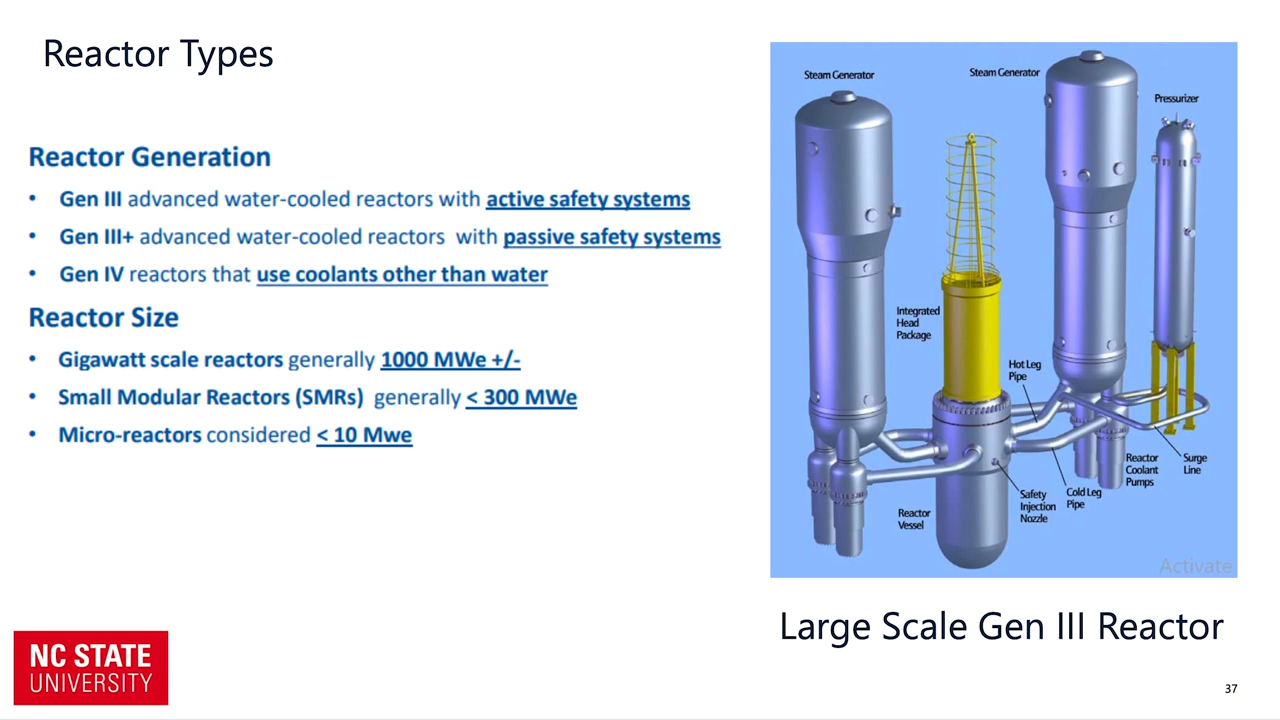 Reactor Types
Reactor Generation
• Gen III advanced water-cooled reactors with active safety systems
• Gen III+ advanced water-cooled reactors with passive safety systems
• Gen IV reactors that use coolants other than water
Reactor Size
• Gigawatt scale reactors generally 1000 MWe +/-
• Small Modular Reactors (SMRs) generally < 300 MWe
• Micro-reactors considered < 10 Mwe
Steam Generator
Steam Generator
Pressurizer
Integrated
Head
Package
Hot Leg
Pipe
Reactor
Vessel
Safety
Injection
Nozzle
Cold Leg
Pipe
Reactor
Coolant
Pumps
Surge
Line
Activate
Large Scale Gen III Reactor
NC STATE
UNIVERSITY
37